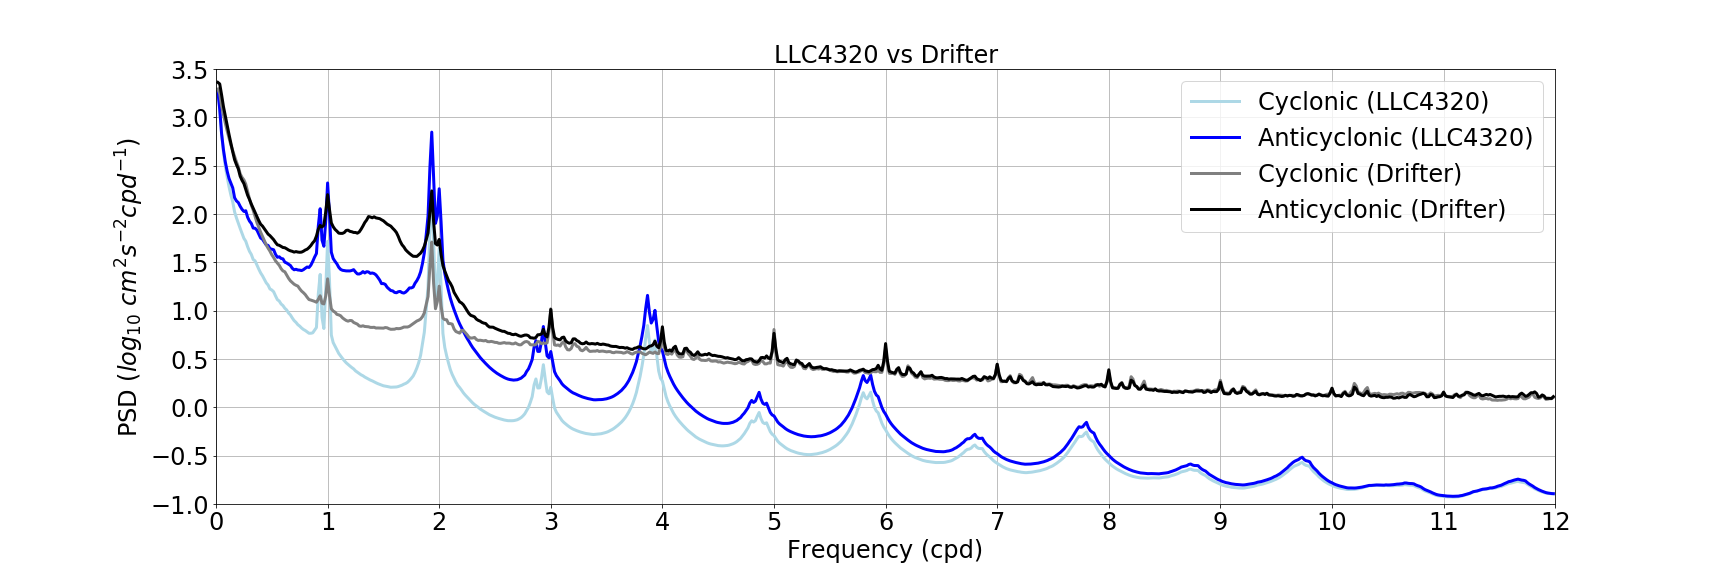 LLC4320 vs Drifter
3.5
3.0
2.5
2.0
1.5
1.0
0.5
0.0
−0.5
−1.0
PSD (log₁₀ cm²s⁻²cpd⁻¹)
Cyclonic (LLC4320)
Anticyclonic (LLC4320)
Cyclonic (Drifter)
Anticyclonic (Drifter)
0 1 2 3 4 5 6 7 8 9 10 11 12
Frequency (cpd)